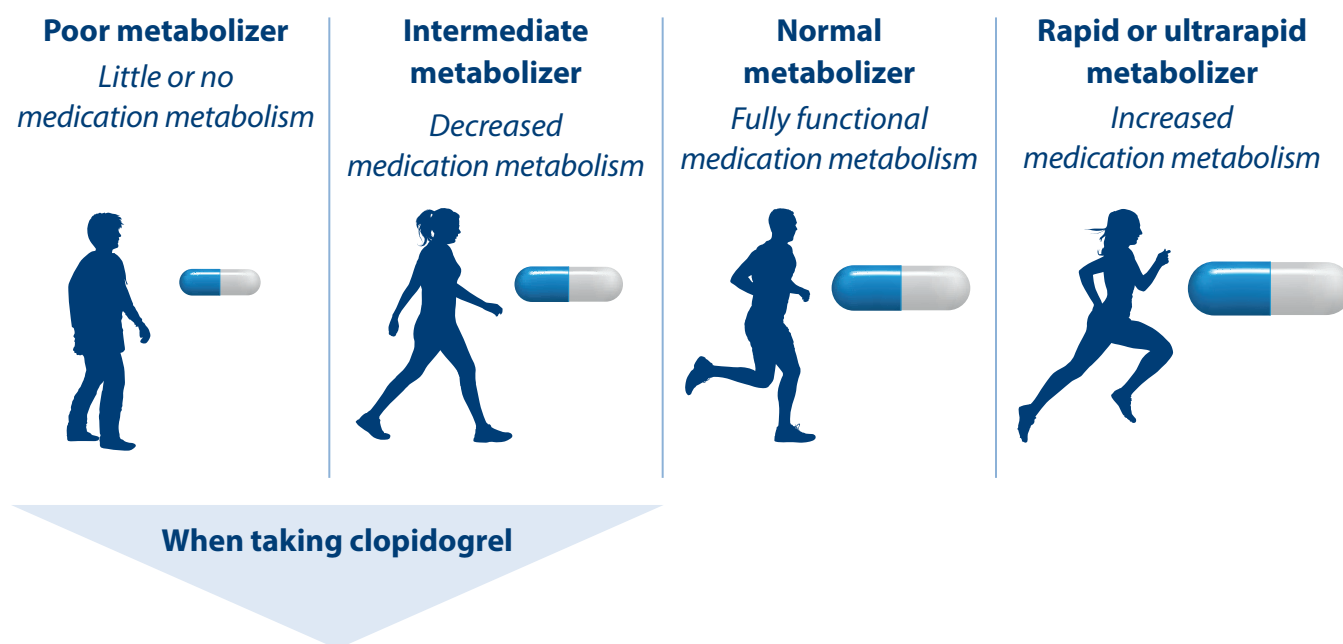 Poor metabolizer
Little or no
medication metabolism
Intermediate
metabolizer
Decreased
medication metabolism
Normal
metabolizer
Fully functional
medication metabolism
Rapid or ultrarapid
metabolizer
Increased
medication metabolism
When taking clopidogrel